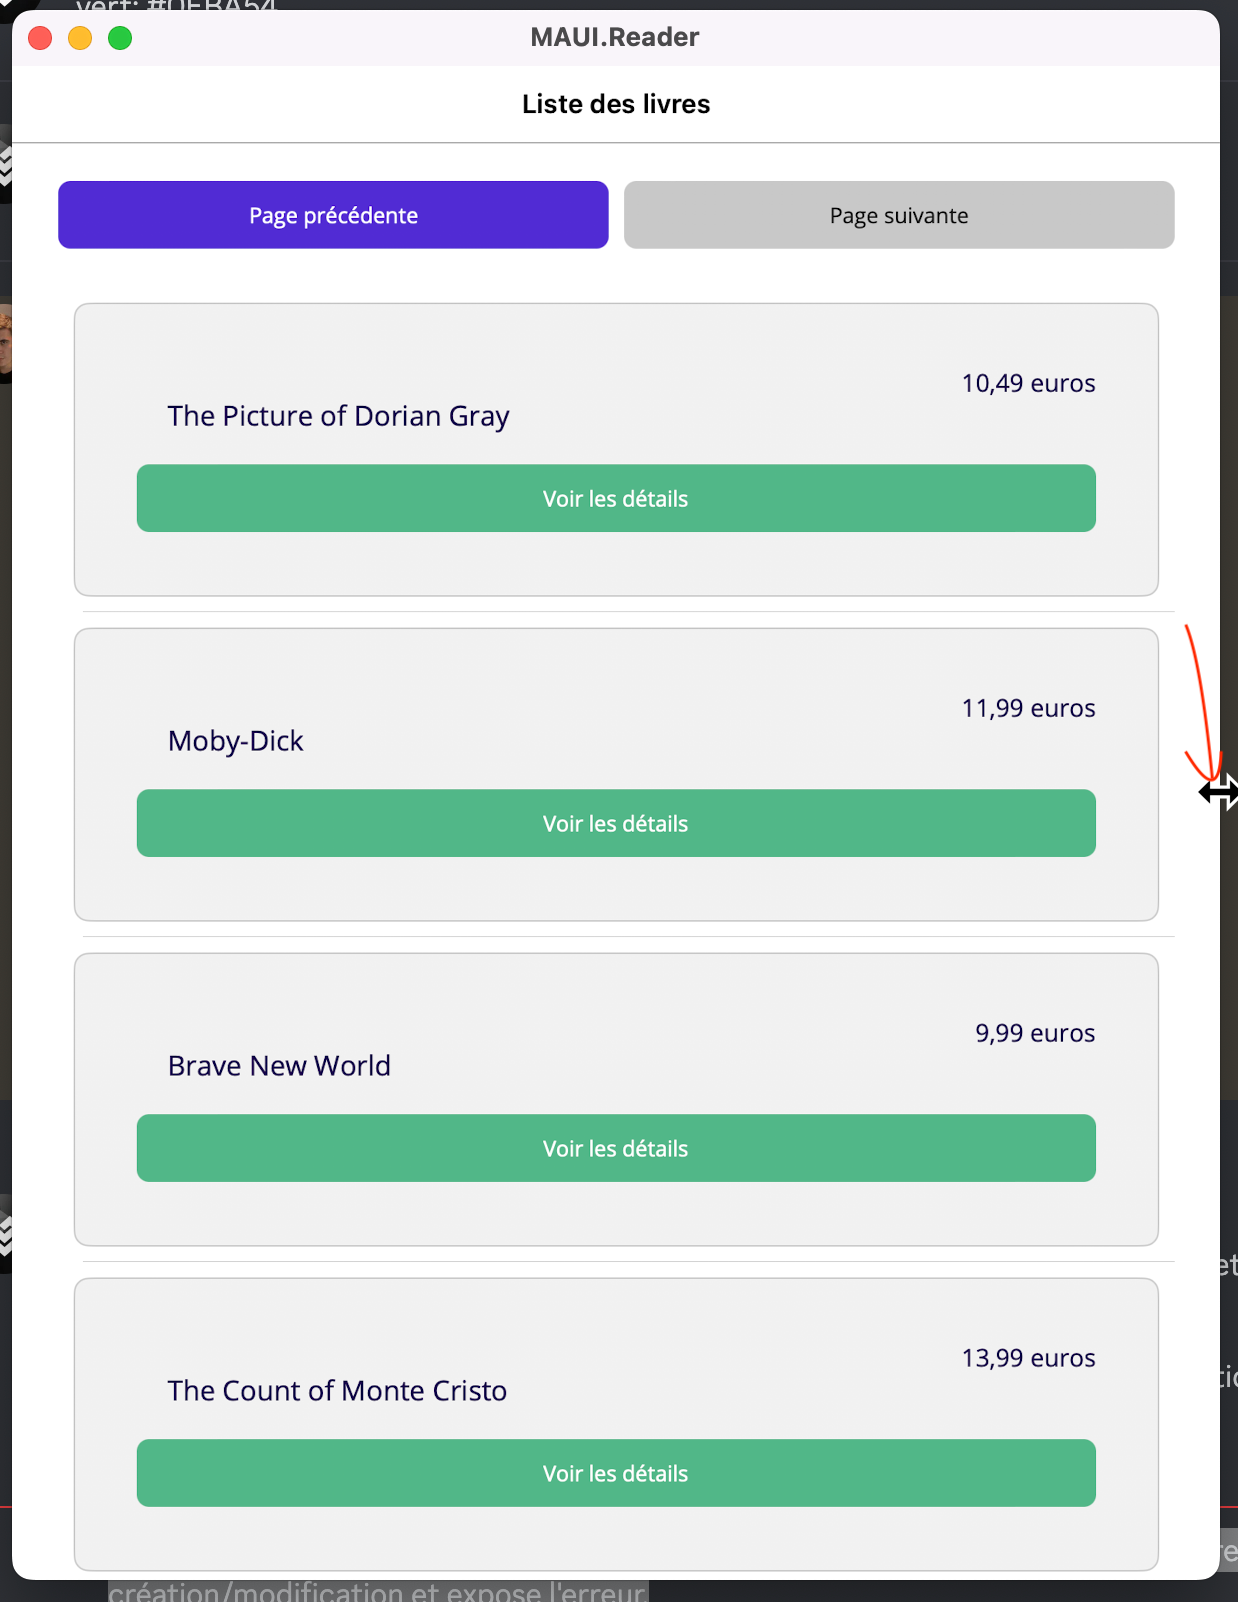 vert: #0EBA54
MAUI.Reader
Liste des livres
Page précédente
Page suivante
10,49 euros
The Picture of Dorian Gray
Voir les détails
11,99 euros
Moby-Dick
Voir les détails
9,99 euros
Brave New World
Voir les détails
et
13,99 euros
The Count of Monte Cristo
Voir les détails
création/modification et expose l'erreur